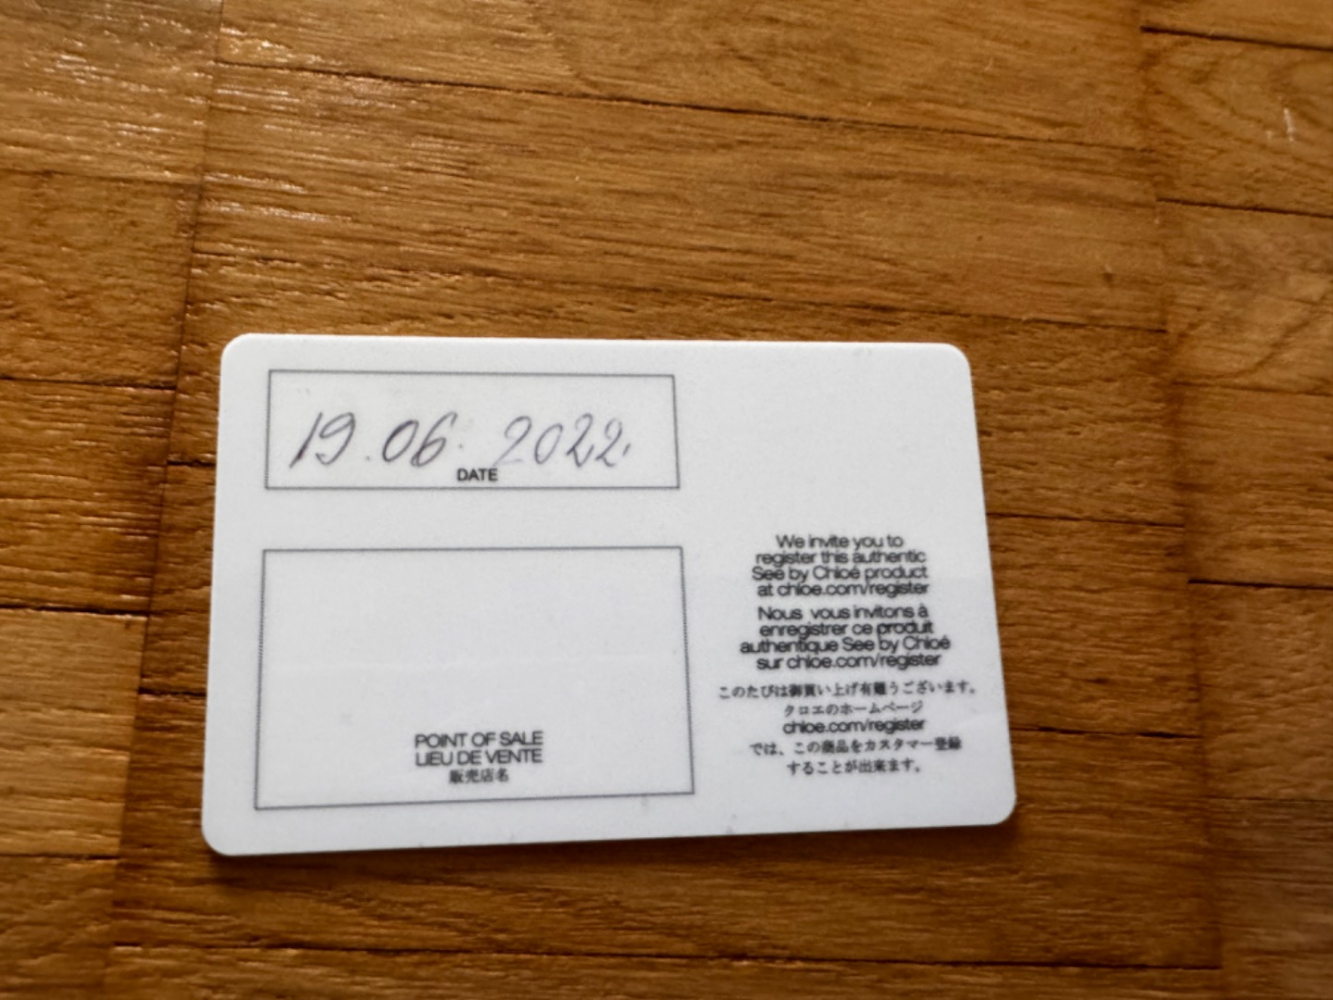 19.06.2022.
DATE
POINT OF SALE
LIEU DE VENTE
販売店名
We invite you to
register this authentic
See by Chloé product
at chloe.com/register
Nous vous invitons à
enregistrer ce produit
authentique See by Chloé
sur chloe.com/register
このたびは御買い上げ有難うございます。
クロエのホームページ
chloe.com/register
では、この商品をカスタマー登録
することが出来ます。